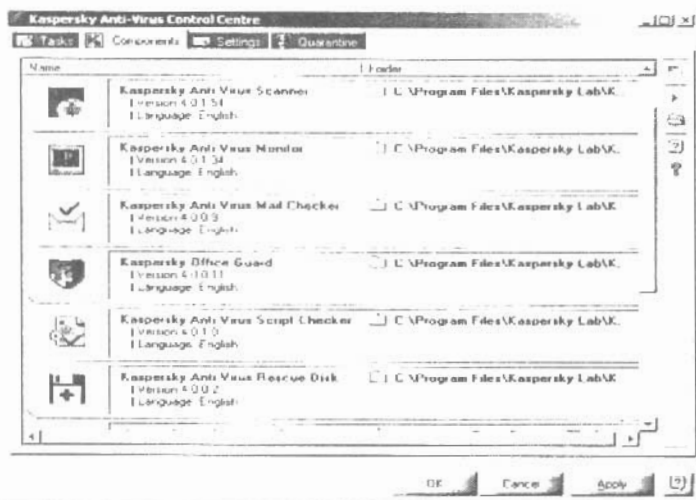 Kaspersky Anti-Virus Control Centre
Tasks Components Settings Quarantine
Name Folder
Kaspersky Anti Virus Scanner C:\Program Files\Kaspersky Lab\K.
Version 4.0.1.51
Language: English
Kaspersky Anti Virus Monitor C:\Program Files\Kaspersky Lab\K.
Version 4.0.1.34
Language: English
Kaspersky Anti Virus Mail Checker C:\Program Files\Kaspersky Lab\K.
Version 4.0.0.9
Language: English
Kaspersky Office Guard C:\Program Files\Kaspersky Lab\K.
Version 4.0.0.11
Language: English
Kaspersky Anti Virus Script Checker C:\Program Files\Kaspersky Lab\K.
Version 4.0.1.0
Language: English
Kaspersky Anti Virus Rescue Disk C:\Program Files\Kaspersky Lab\K
Version 4.0.0.2
Language: English
OK Cancel Apply